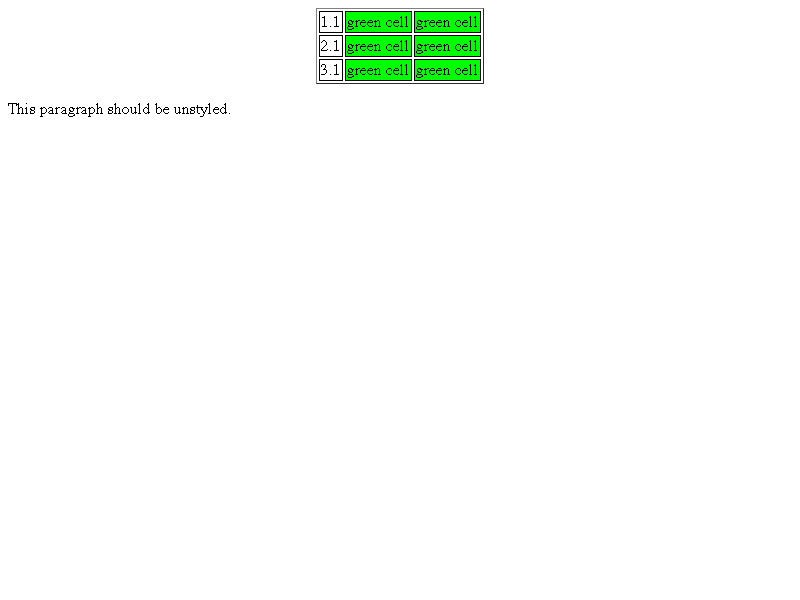 1.1 green cell green cell
2.1 green cell green cell
3.1 green cell green cell
This paragraph should be unstyled.